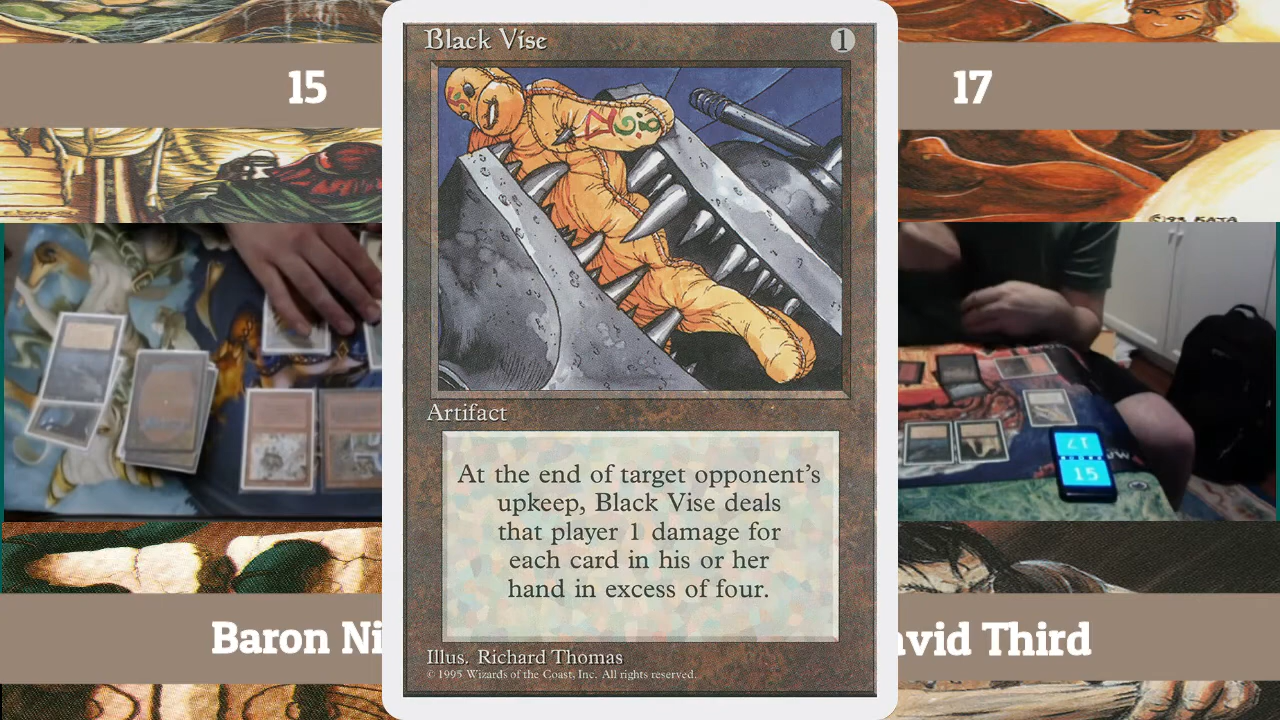 15
17
Black Vise
1
Artifact
At the end of target opponent's
upkeep, Black Vise deals
that player 1 damage for
each card in his or her
hand in excess of four.
Illus. Richard Thomas
© 1995 Wizards of the Coast, Inc. All rights reserved.
17
15
Baron Ni
avid Third